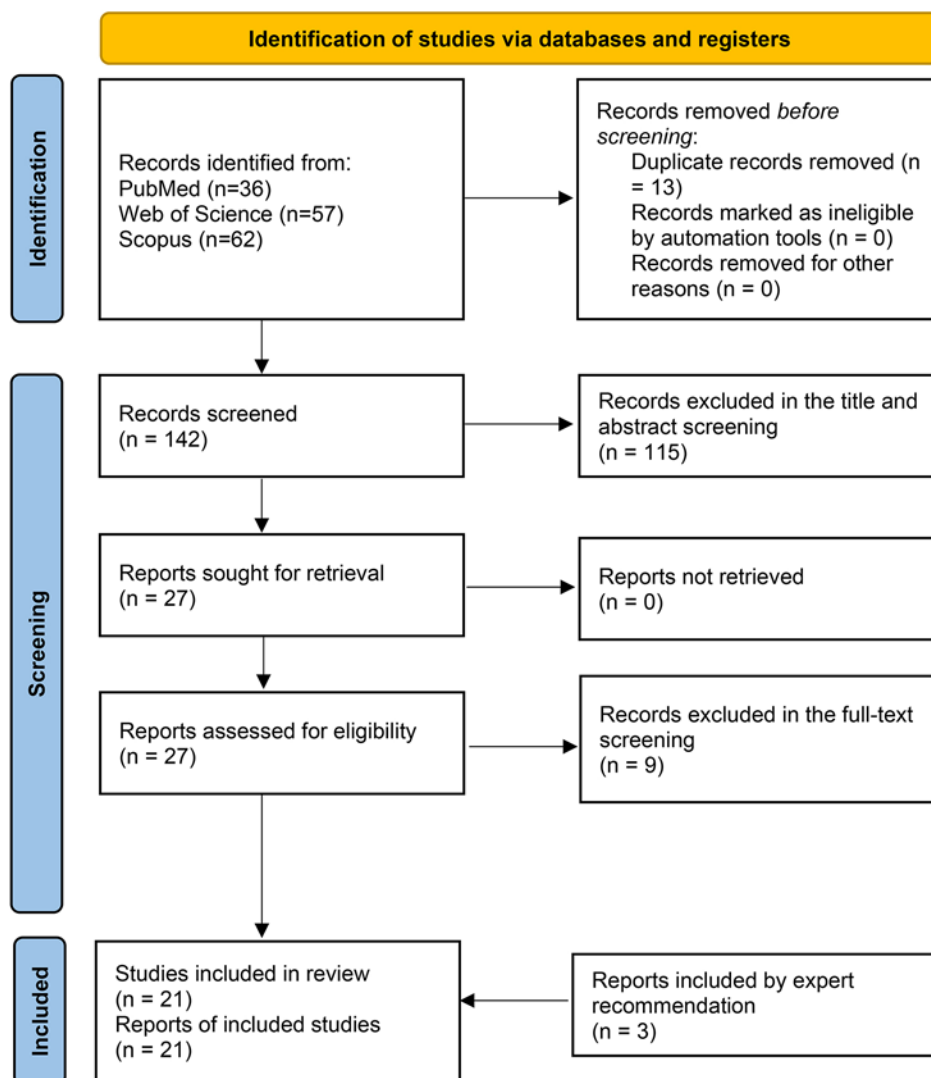 Identification of studies via databases and registers
Identification
Records identified from:
PubMed (n=36)
Web of Science (n=57)
Scopus (n=62)
Records removed before
screening:
Duplicate records removed (n
= 13)
Records marked as ineligible
by automation tools (n = 0)
Records removed for other
reasons (n = 0)
Screening
Records screened
(n = 142)
Records excluded in the title and
abstract screening
(n = 115)
Reports sought for retrieval
(n = 27)
Reports not retrieved
(n = 0)
Reports assessed for eligibility
(n = 27)
Records excluded in the full-text
screening
(n = 9)
Included
Studies included in review
(n = 21)
Reports of included studies
(n = 21)
Reports included by expert
recommendation
(n = 3)